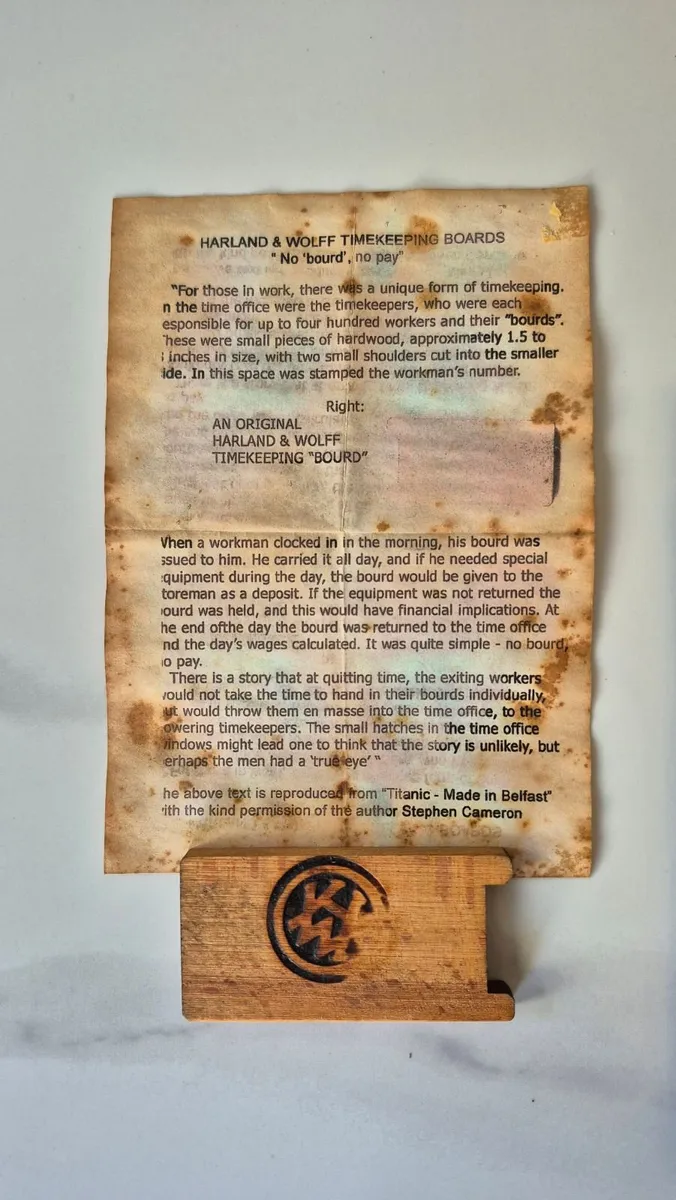 HARLAND & WOLFF TIMEKEEPING BOARDS
" No 'bourd', no pay"
"For those in work, there was a unique form of timekeeping.
n the time office were the timekeepers, who were each
esponsible for up to four hundred workers and their "bourds".
hese were small pieces of hardwood, approximately 1.5 to
inches in size, with two small shoulders cut into the smaller
ide. In this space was stamped the workman's number.
Right:
AN ORIGINAL
HARLAND & WOLFF
TIMEKEEPING "BOURD"
When a workman clocked in in the morning, his bourd was
ssued to him. He carried it all day, and if he needed special
quipment during the day, the bourd would be given to the
foreman as a deposit. If the equipment was not returned the
ourd was held, and this would have financial implications. At
he end ofthe day the bourd was returned to the time office
nd the day's wages calculated. It was quite simple - no bourd,
o pay.
There is a story that at quitting time, the exiting workers
ould not take the time to hand in their bourds individually,
ut would throw them en masse into the time office, to the
owering timekeepers. The small hatches in the time office
indows might lead one to think that the story is unlikely, but
erhaps the men had a 'true eye' "
he above text is reproduced from "Titanic - Made in Belfast"
ith the kind permission of the author Stephen Cameron